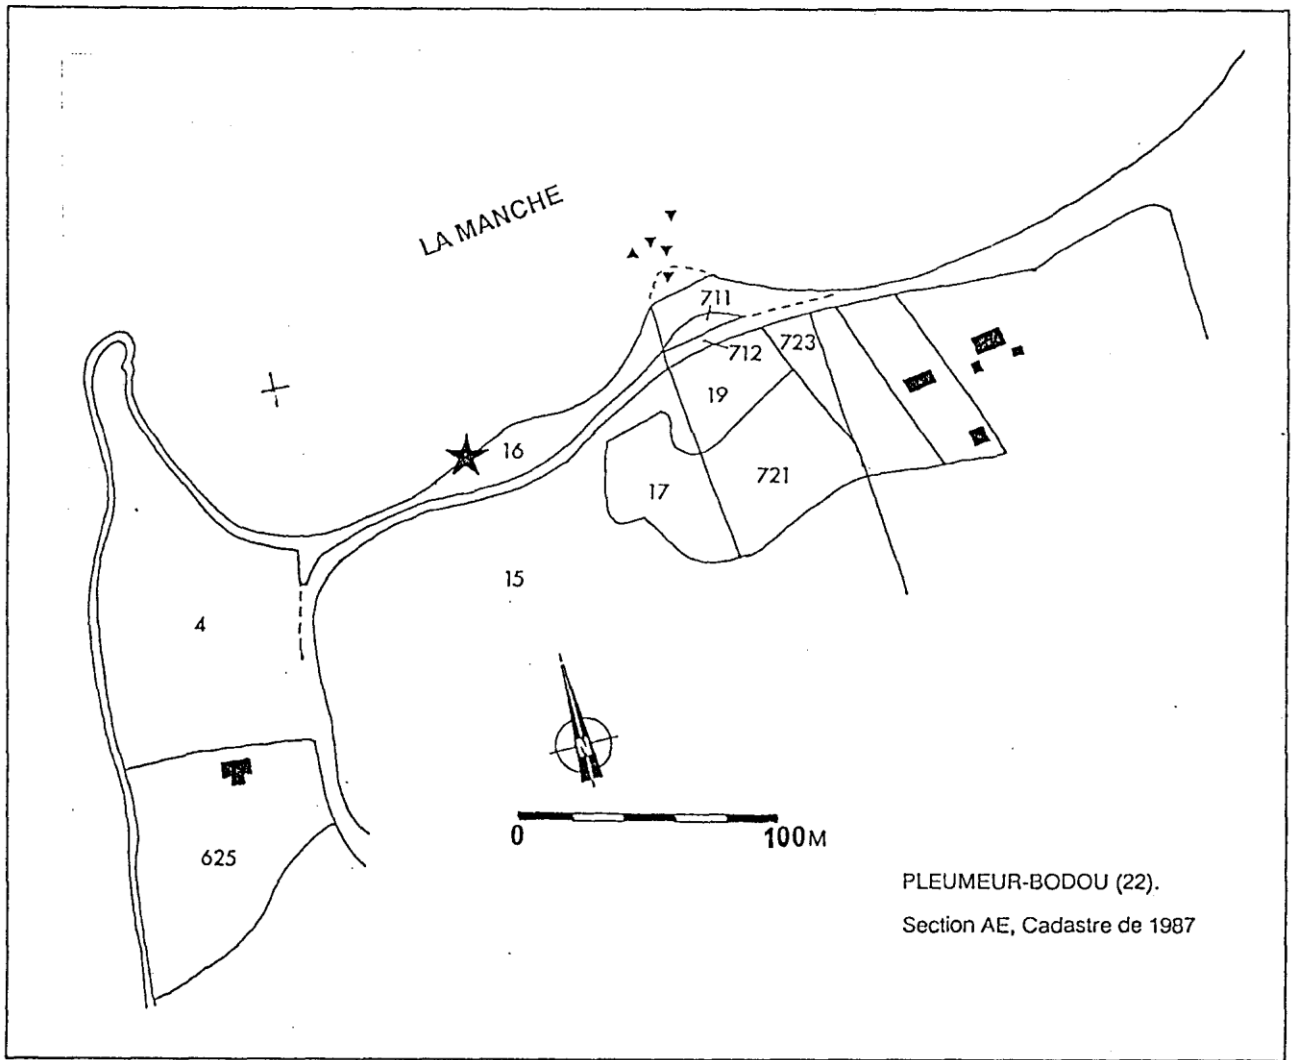 LA MANCHE
711
712
723
19
16
17
721
15
4
625
0 100M
PLEUMEUR-BODOU (22).
Section AE, Cadastre de 1987